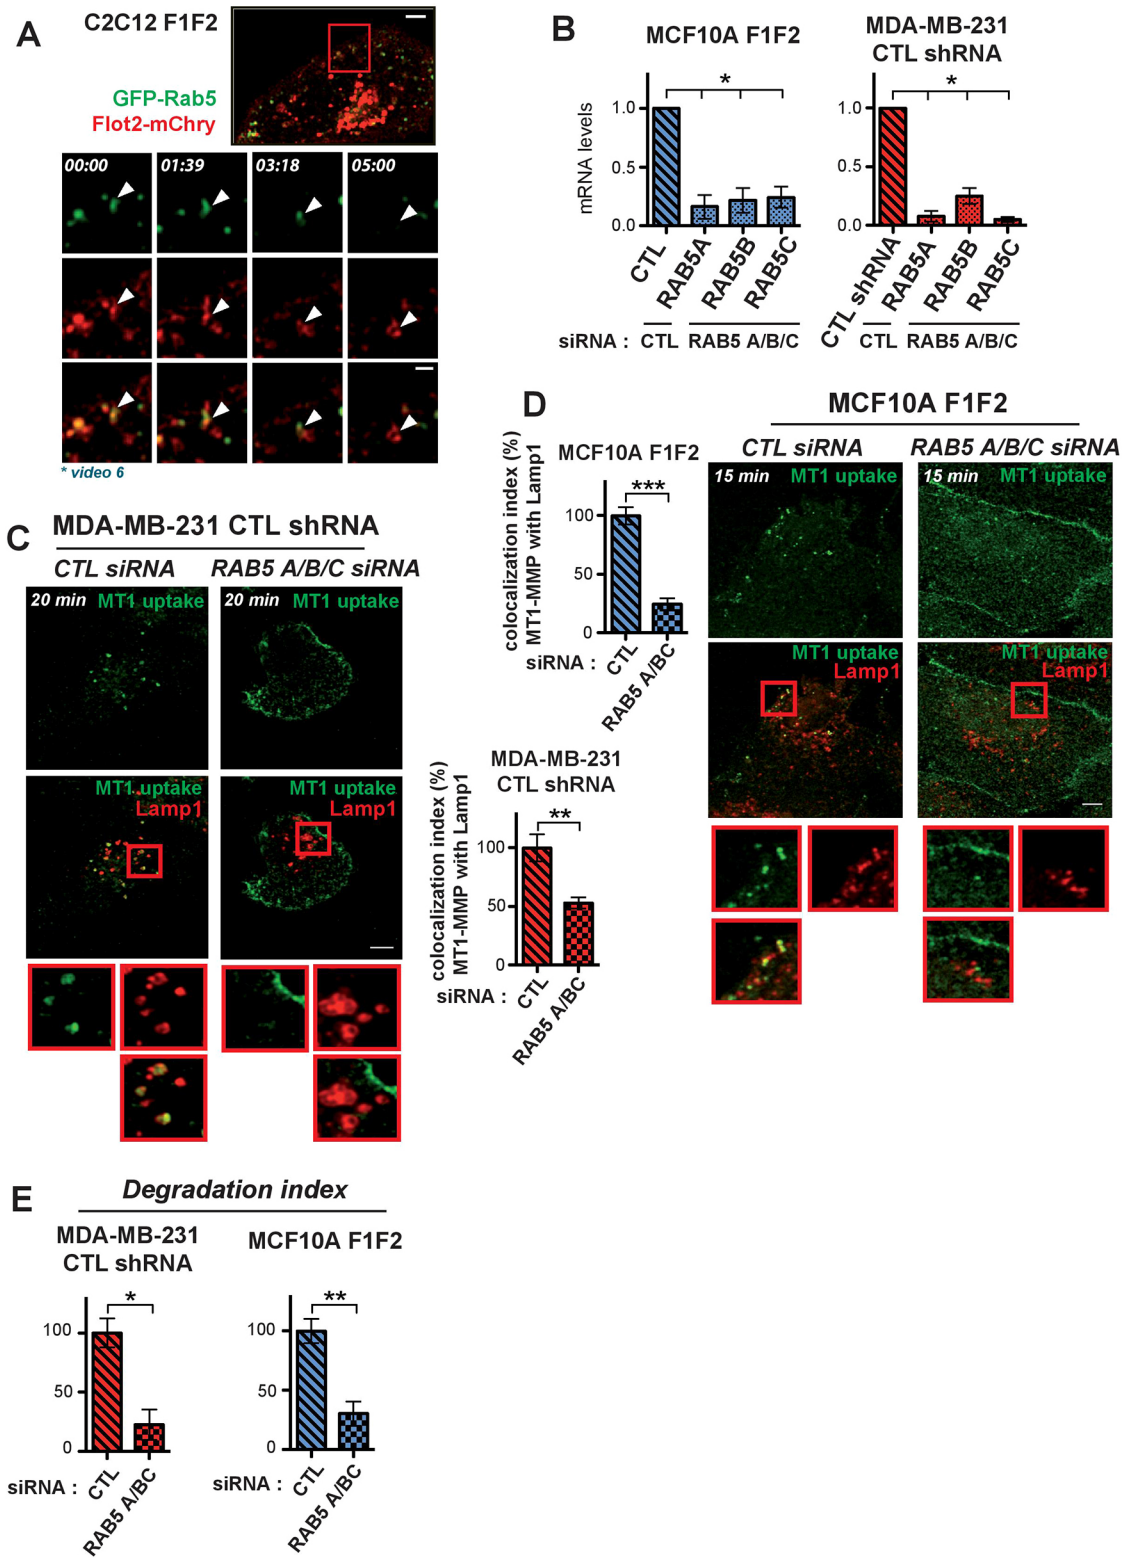 A
C2C12 F1F2
GFP-Rab5
Flot2-mChry
00:00
01:39
03:18
05:00
* video 6
B
MCF10A F1F2
mRNA levels
1.0
0.5
0.0
*
CTL
RAB5A
RAB5B
RAB5C
siRNA :
CTL
RAB5 A/B/C
MDA-MB-231
CTL shRNA
1.0
0.5
0.0
*
CTL shRNA
RAB5A
RAB5B
RAB5C
CTL
RAB5 A/B/C
C
MDA-MB-231 CTL shRNA
CTL siRNA
RAB5 A/B/C siRNA
20 min
MT1 uptake
20 min
MT1 uptake
MT1 uptake
Lamp1
MT1 uptake
Lamp1
D
MCF10A F1F2
colocalization index (%)
MT1-MMP with Lamp1
100
50
0
***
siRNA :
CTL
RAB5 A/BC
MDA-MB-231
CTL shRNA
colocalization index (%)
MT1-MMP with Lamp1
100
50
0
**
siRNA :
CTL
RAB5 A/BC
MCF10A F1F2
CTL siRNA
RAB5 A/B/C siRNA
15 min
MT1 uptake
15 min
MT1 uptake
MT1 uptake
Lamp1
MT1 uptake
Lamp1
E
Degradation index
MDA-MB-231
CTL shRNA
100
50
0
*
siRNA :
CTL
RAB5 A/BC
MCF10A F1F2
100
50
0
**
siRNA :
CTL
RAB5 A/BC